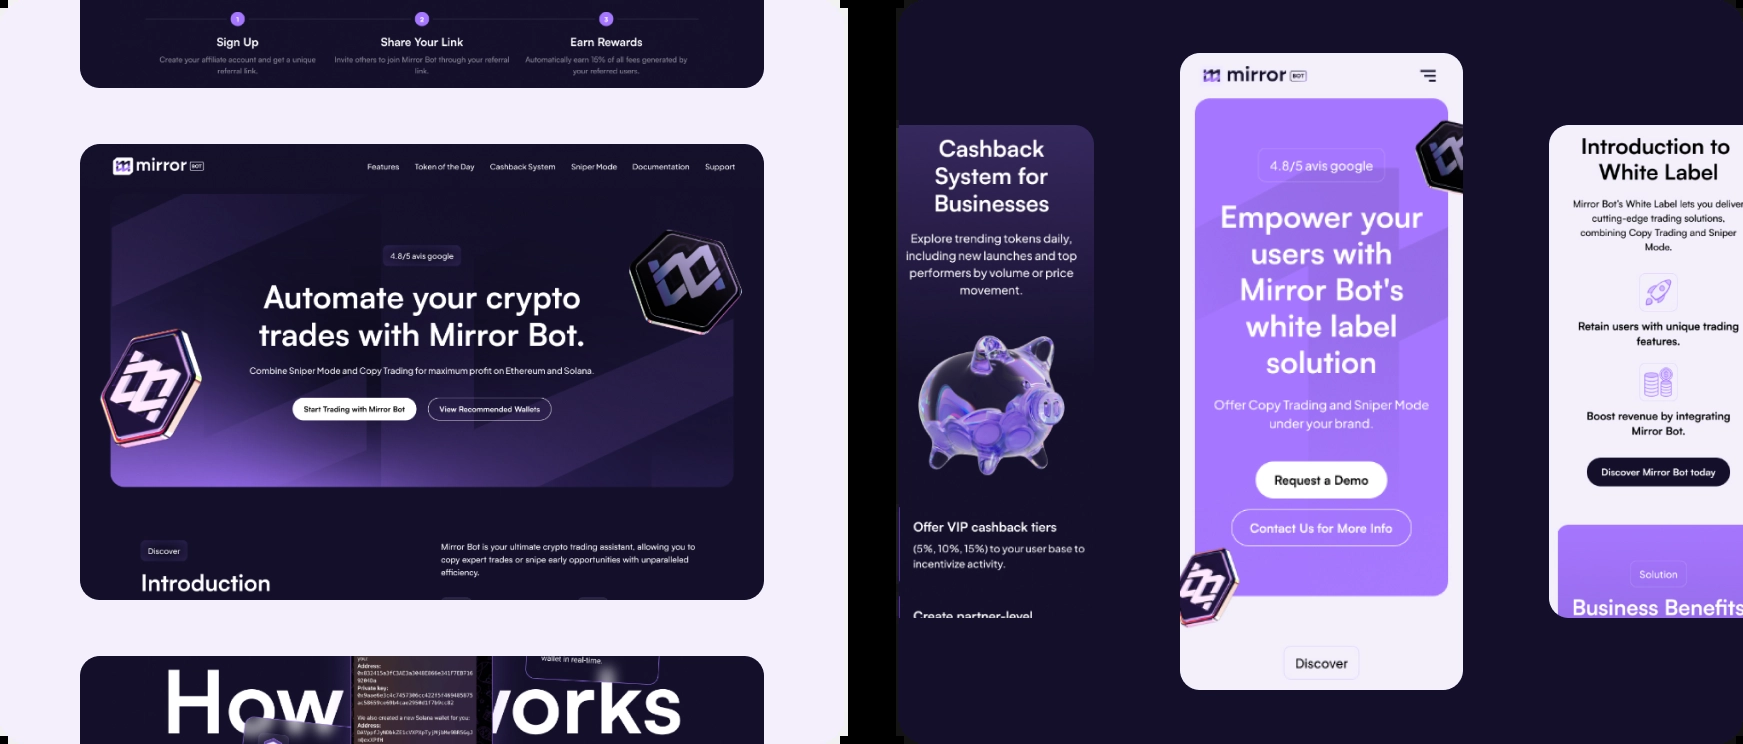 1 2 3
Sign Up
Create your affiliate account and get a unique
referral link.
Share Your Link
Invite others to join Mirror Bot through your referral
link.
Earn Rewards
Automatically earn 16% of all fees generated by
your referred users.
mirror BOT
Features Token of the Day Cashback System Sniper Mode Documentation Support
4.8/5 avis google
Automate your crypto
trades with Mirror Bot.
Combine Sniper Mode and Copy Trading for maximum profit on Ethereum and Solana.
Start Trading with Mirror Bot
View Recommended Wallets
Discover
Introduction
Mirror Bot is your ultimate crypto trading assistant, allowing you to
copy expert trades or snipe early opportunities with unparalleled
efficiency.
How works
wallet in real-time.
Address:
Private key:
We also created a new Solana wallet for you:
Address:
Cashback
System for
Businesses
Explore trending tokens daily,
including new launches and top
performers by volume or price
movement.
Offer VIP cashback tiers
(5%, 10%, 15%) to your user base to
incentivize activity.
Create partner-level
mirror BOT
4.8/5 avis google
Empower your
users with
Mirror Bot's
white label
solution
Offer Copy Trading and Sniper Mode
under your brand.
Request a Demo
Contact Us for More Info
Discover
Introduction to
White Label
Mirror Bot's White Label lets you deliver
cutting-edge trading solutions,
combining Copy Trading and Sniper
Mode.
Retain users with unique trading
features.
Boost revenue by integrating
Mirror Bot.
Discover Mirror Bot today
Solution
Business Benefits